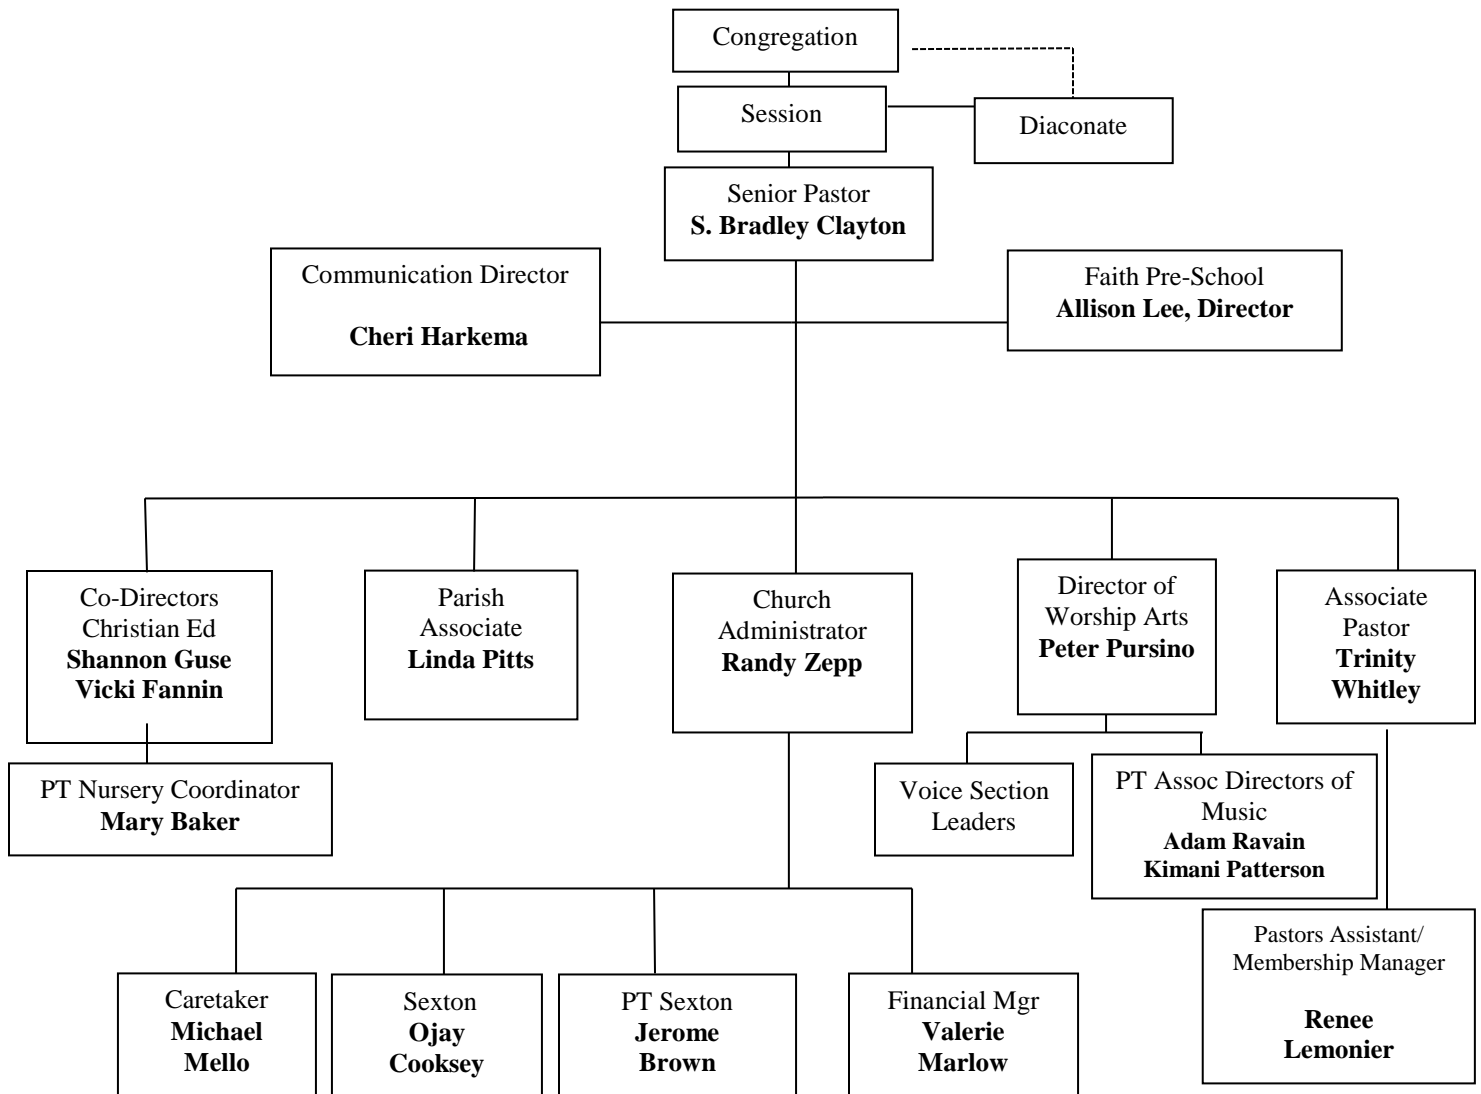 Congregation
Session
Diaconate
Senior Pastor
S. Bradley Clayton
Communication Director
Cheri Harkema
Faith Pre-School
Allison Lee, Director
Co-Directors
Christian Ed
Shannon Guse
Vicki Fannin
Parish
Associate
Linda Pitts
Church
Administrator
Randy Zepp
Director of
Worship Arts
Peter Pursino
Associate
Pastor
Trinity
Whitley
PT Nursery Coordinator
Mary Baker
Voice Section
Leaders
PT Assoc Directors of
Music
Adam Ravain
Kimani Patterson
Pastors Assistant/
Membership Manager
Renee
Lemonier
Caretaker
Michael
Mello
Sexton
Ojay
Cooksey
PT Sexton
Jerome
Brown
Financial Mgr
Valerie
Marlow